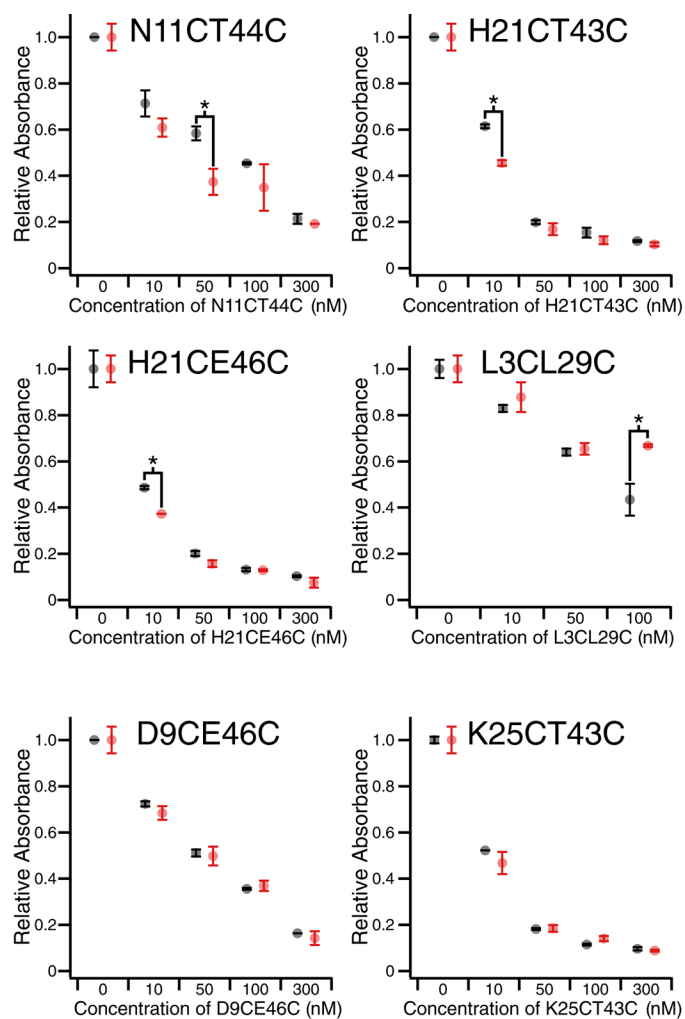 N11CT44C
Relative Absorbance
1.0
0.8
0.6
0.4
0.2
0
*
0 10 50 100 300
Concentration of N11CT44C (nM)
H21CT43C
Relative Absorbance
1.0
0.8
0.6
0.4
0.2
0
*
0 10 50 100 300
Concentration of H21CT43C (nM)
H21CE46C
Relative Absorbance
1.0
0.8
0.6
0.4
0.2
0
*
0 10 50 100 300
Concentration of H21CE46C (nM)
L3CL29C
Relative Absorbance
1.0
0.8
0.6
0.4
0.2
0
*
0 10 50 100
Concentration of L3CL29C (nM)
D9CE46C
Relative Absorbance
1.0
0.8
0.6
0.4
0.2
0
0 10 50 100 300
Concentration of D9CE46C (nM)
K25CT43C
Relative Absorbance
1.0
0.8
0.6
0.4
0.2
0
0 10 50 100 300
Concentration of K25CT43C (nM)